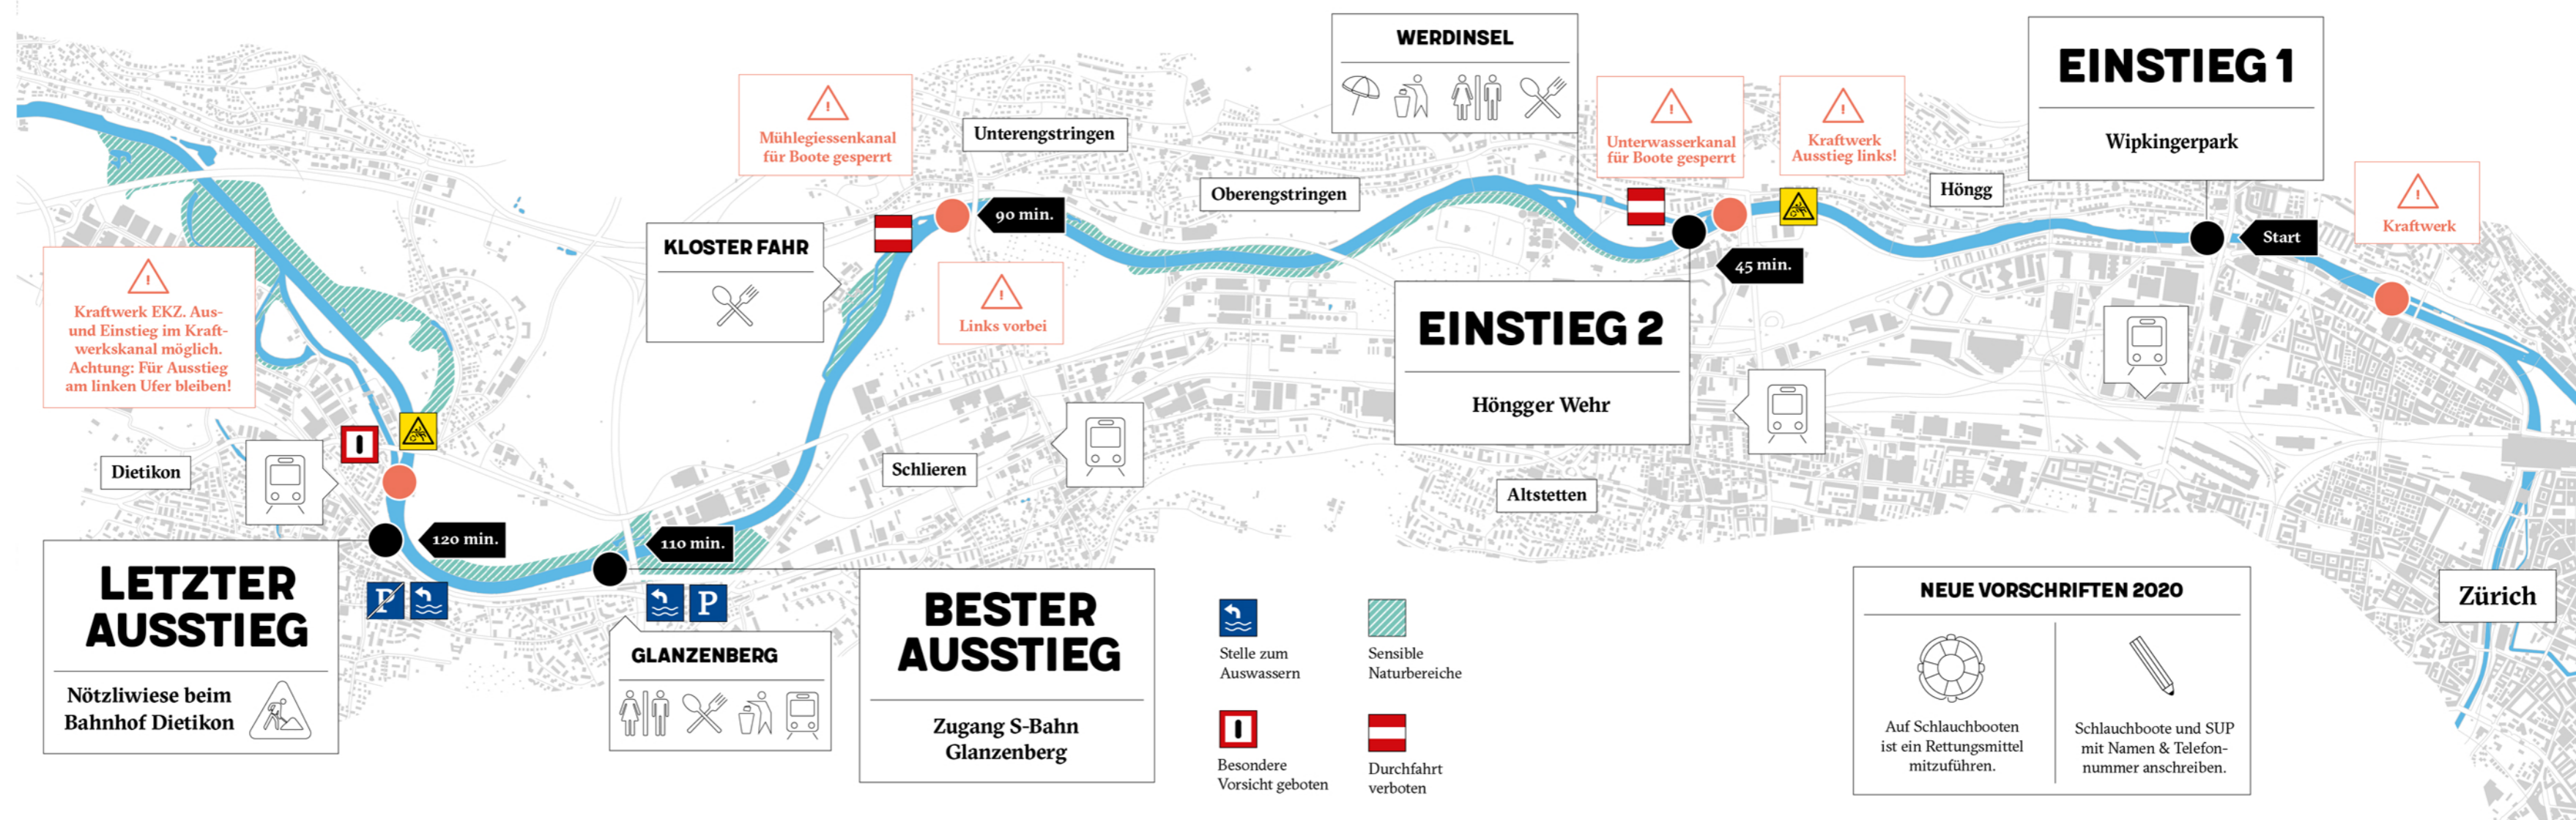 WERDINSEL
EINSTIEG 1
Wipkingerpark
Mühlegiessenkanal
für Boote gesperrt
Unterengstringen
Unterwasserkanal
für Boote gesperrt
Kraftwerk
Ausstieg links!
Oberengstringen
Höngg
Kraftwerk
90 min.
Start
KLOSTER FAHR
45 min.
Links vorbei
Kraftwerk EKZ. Aus-
und Einstieg im Kraft-
werkskanal möglich.
Achtung: Für Ausstieg
am linken Ufer bleiben!
EINSTIEG 2
Höngger Wehr
Dietikon
Schlieren
Altstetten
120 min.
110 min.
LETZTER
AUSSTIEG
Nötzliwiese beim
Bahnhof Dietikon
P
P
GLANZENBERG
BESTER
AUSSTIEG
Zugang S-Bahn
Glanzenberg
Stelle zum
Auswassern
Sensible
Naturbereiche
Besondere
Vorsicht geboten
Durchfahrt
verboten
NEUE VORSCHRIFTEN 2020
Auf Schlauchbooten
ist ein Rettungsmittel
mitzuführen.
Schlauchboote und SUP
mit Namen & Telefon-
nummer anschreiben.
Zürich